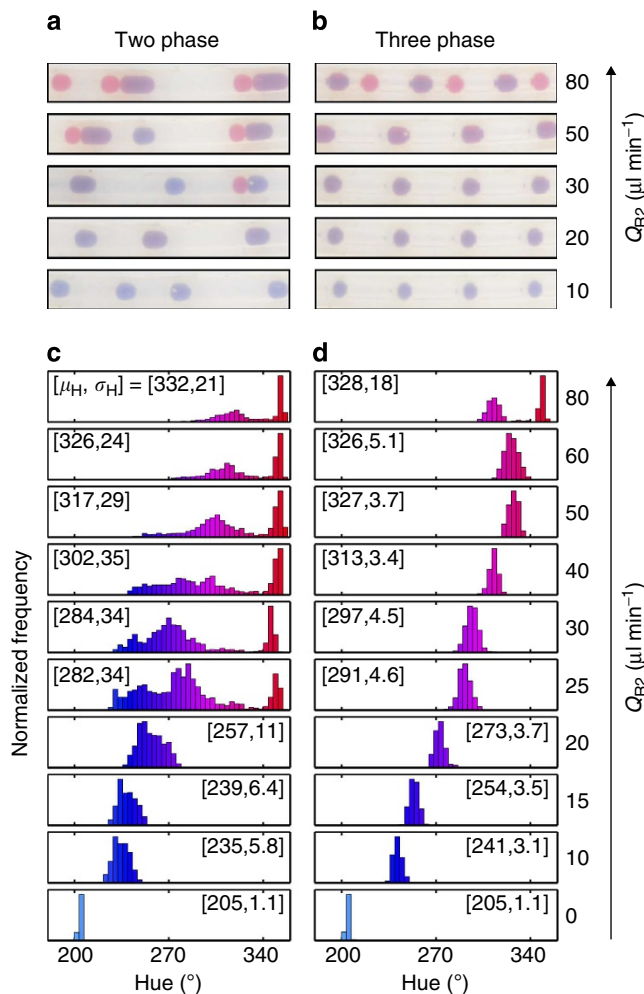 a
b
Two phase
Three phase
80
50
30
20
10
Q_B2 (μl min⁻¹)
c
d
[μ_H, σ_H] = [332,21]
[328,18]
80
[326,24]
[326,5.1]
60
[317,29]
[327,3.7]
50
[302,35]
[313,3.4]
40
[284,34]
[297,4.5]
30
[282,34]
[291,4.6]
25
[257,11]
[273,3.7]
20
[239,6.4]
[254,3.5]
15
[235,5.8]
[241,3.1]
10
[205,1.1]
[205,1.1]
0
Normalized frequency
Q_B2 (μl min⁻¹)
200 270 340
200 270 340
Hue (°)
Hue (°)